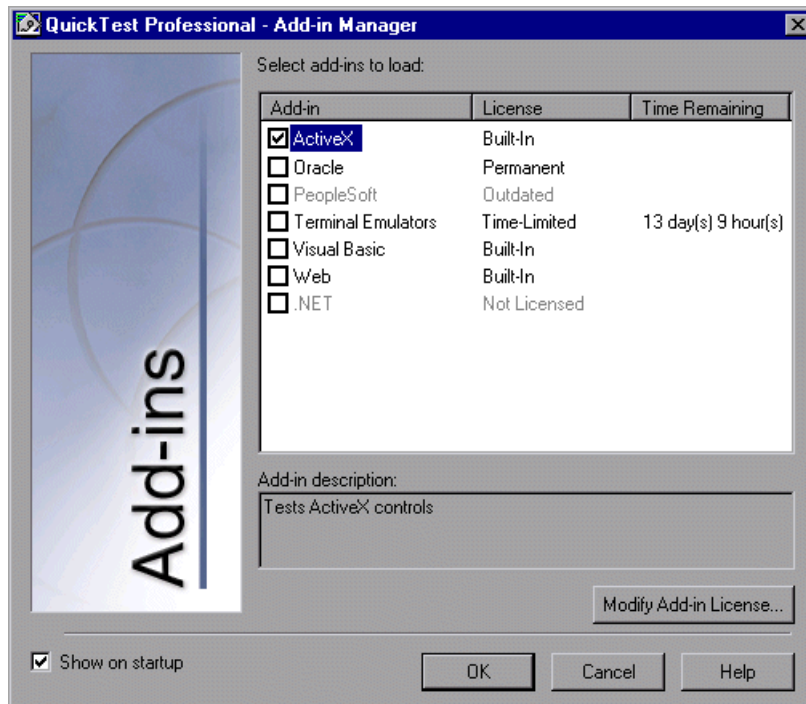 QuickTest Professional - Add-in Manager
Add-ins
Select add-ins to load:
Add-in License Time Remaining
ActiveX Built-In
Oracle Permanent
PeopleSoft Outdated
Terminal Emulators Time-Limited 13 day(s) 9 hour(s)
Visual Basic Built-In
Web Built-In
.NET Not Licensed
Add-in description:
Tests ActiveX controls
Modify Add-in License...
Show on startup
OK Cancel Help